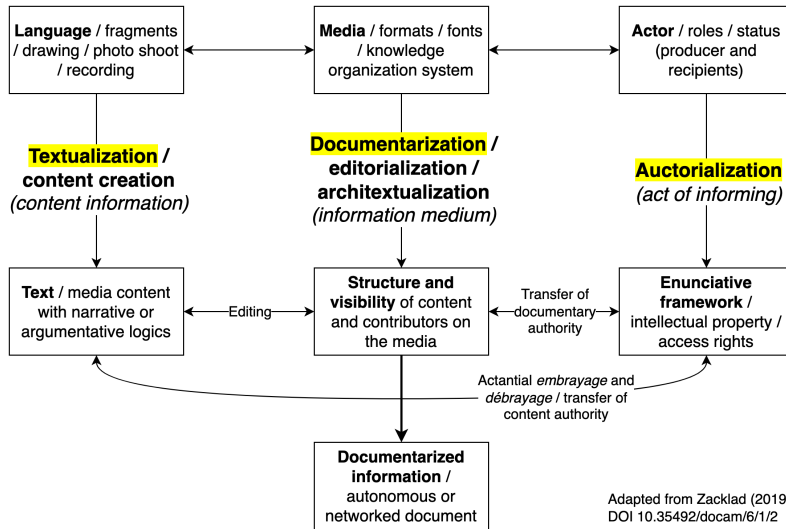 Language / fragments
/ drawing / photo shoot
/ recording
Media / formats / fonts
/ knowledge
organization system
Actor / roles / status
(producer and
recipients)
Textualization /
content creation
(content information)
Documentarization /
editorialization /
architextualization
(information medium)
Auctorialization
(act of informing)
Text / media content
with narrative or
argumentative logics
Editing
Structure and
visibility of content
and contributors on
the media
Transfer of
documentary
authority
Enunciative
framework /
intellectual property /
access rights
Actantial embrayage and
débrayage / transfer of
content authority
Documentarized
information /
autonomous or
networked document
Adapted from Zacklad (2019
DOI 10.35492/docam/6/1/2